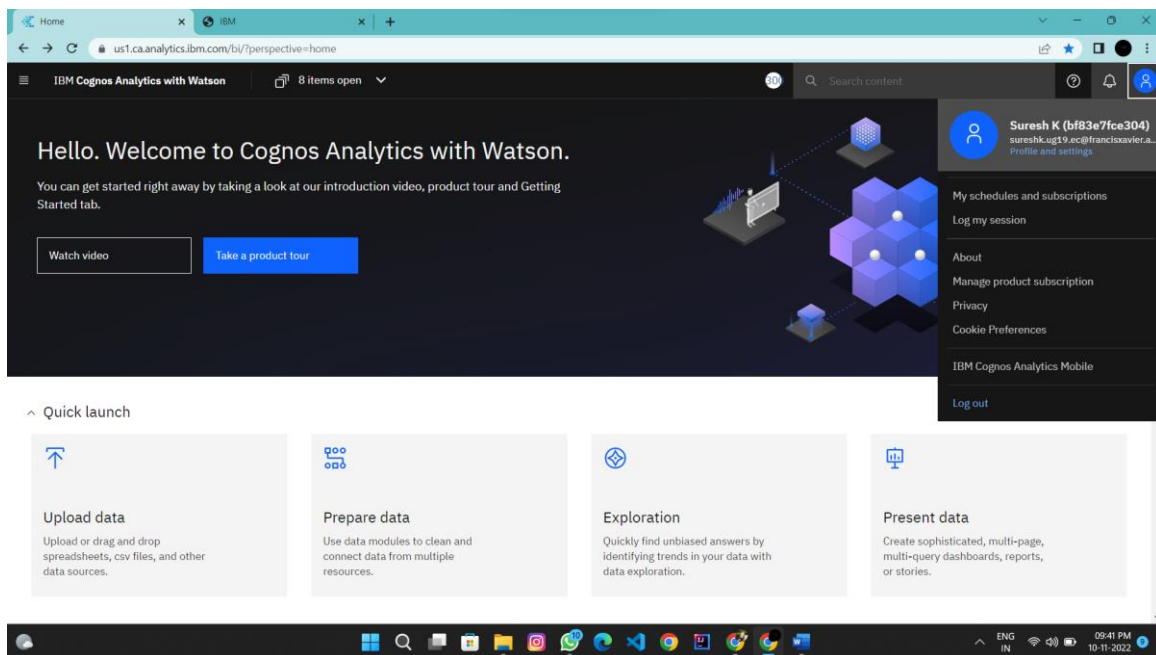 Home
IBM
us1.ca.analytics.ibm.com/bi/?perspective=home
IBM Cognos Analytics with Watson
8 items open
Search content
Suresh K (bf83e7fce304)
sureshk.ug19.ec@francisxavier.a...
Profile and settings
My schedules and subscriptions
Log my session
About
Manage product subscription
Privacy
Cookie Preferences
IBM Cognos Analytics Mobile
Log out
Hello. Welcome to Cognos Analytics with Watson.
You can get started right away by taking a look at our introduction video, product tour and Getting
Started tab.
Watch video
Take a product tour
Quick launch
Upload data
Upload or drag and drop
spreadsheets, csv files, and other
data sources.
Prepare data
Use data modules to clean and
connect data from multiple
resources.
Exploration
Quickly find unbiased answers by
identifying trends in your data with
data exploration.
Present data
Create sophisticated, multi-page,
multi-query dashboards, reports,
or stories.
ENG
IN
09:41 PM
10-11-2022